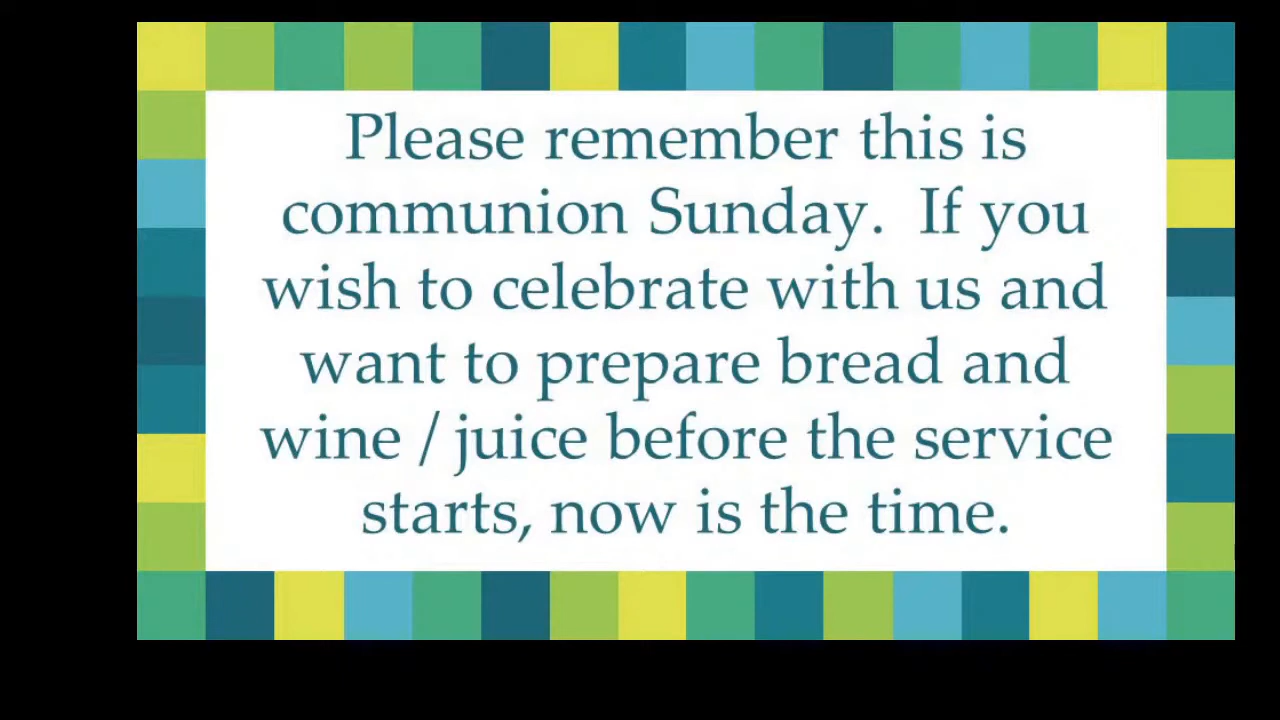 Please remember this is
communion Sunday.  If you
wish to celebrate with us and
want to prepare bread and
wine / juice before the service
starts, now is the time.